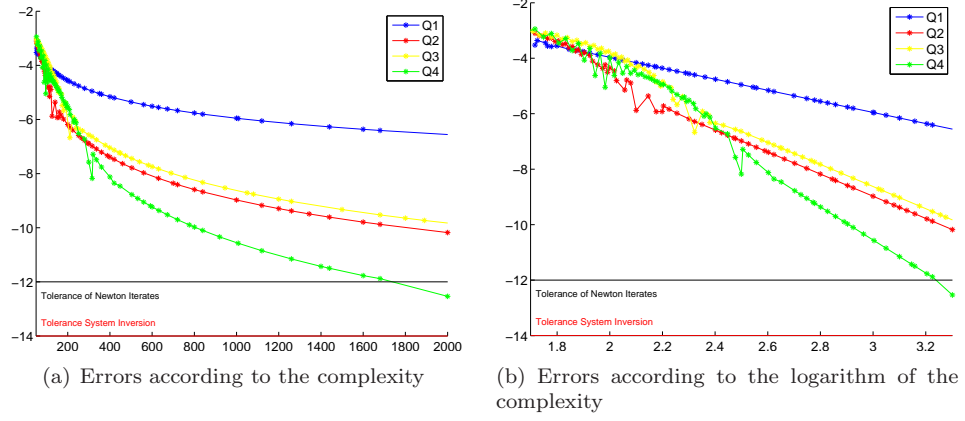 −2
−4
−6
−8
−10
−12
−14
Q1
Q2
Q3
Q4
Tolerance of Newton Iterates
Tolerance System Inversion
200 400 600 800 1000 1200 1400 1600 1800 2000
(a) Errors according to the complexity
−2
−4
−6
−8
−10
−12
−14
Q1
Q2
Q3
Q4
Tolerance of Newton Iterates
Tolerance System Inversion
1.8 2 2.2 2.4 2.6 2.8 3 3.2
(b) Errors according to the logarithm of the
complexity